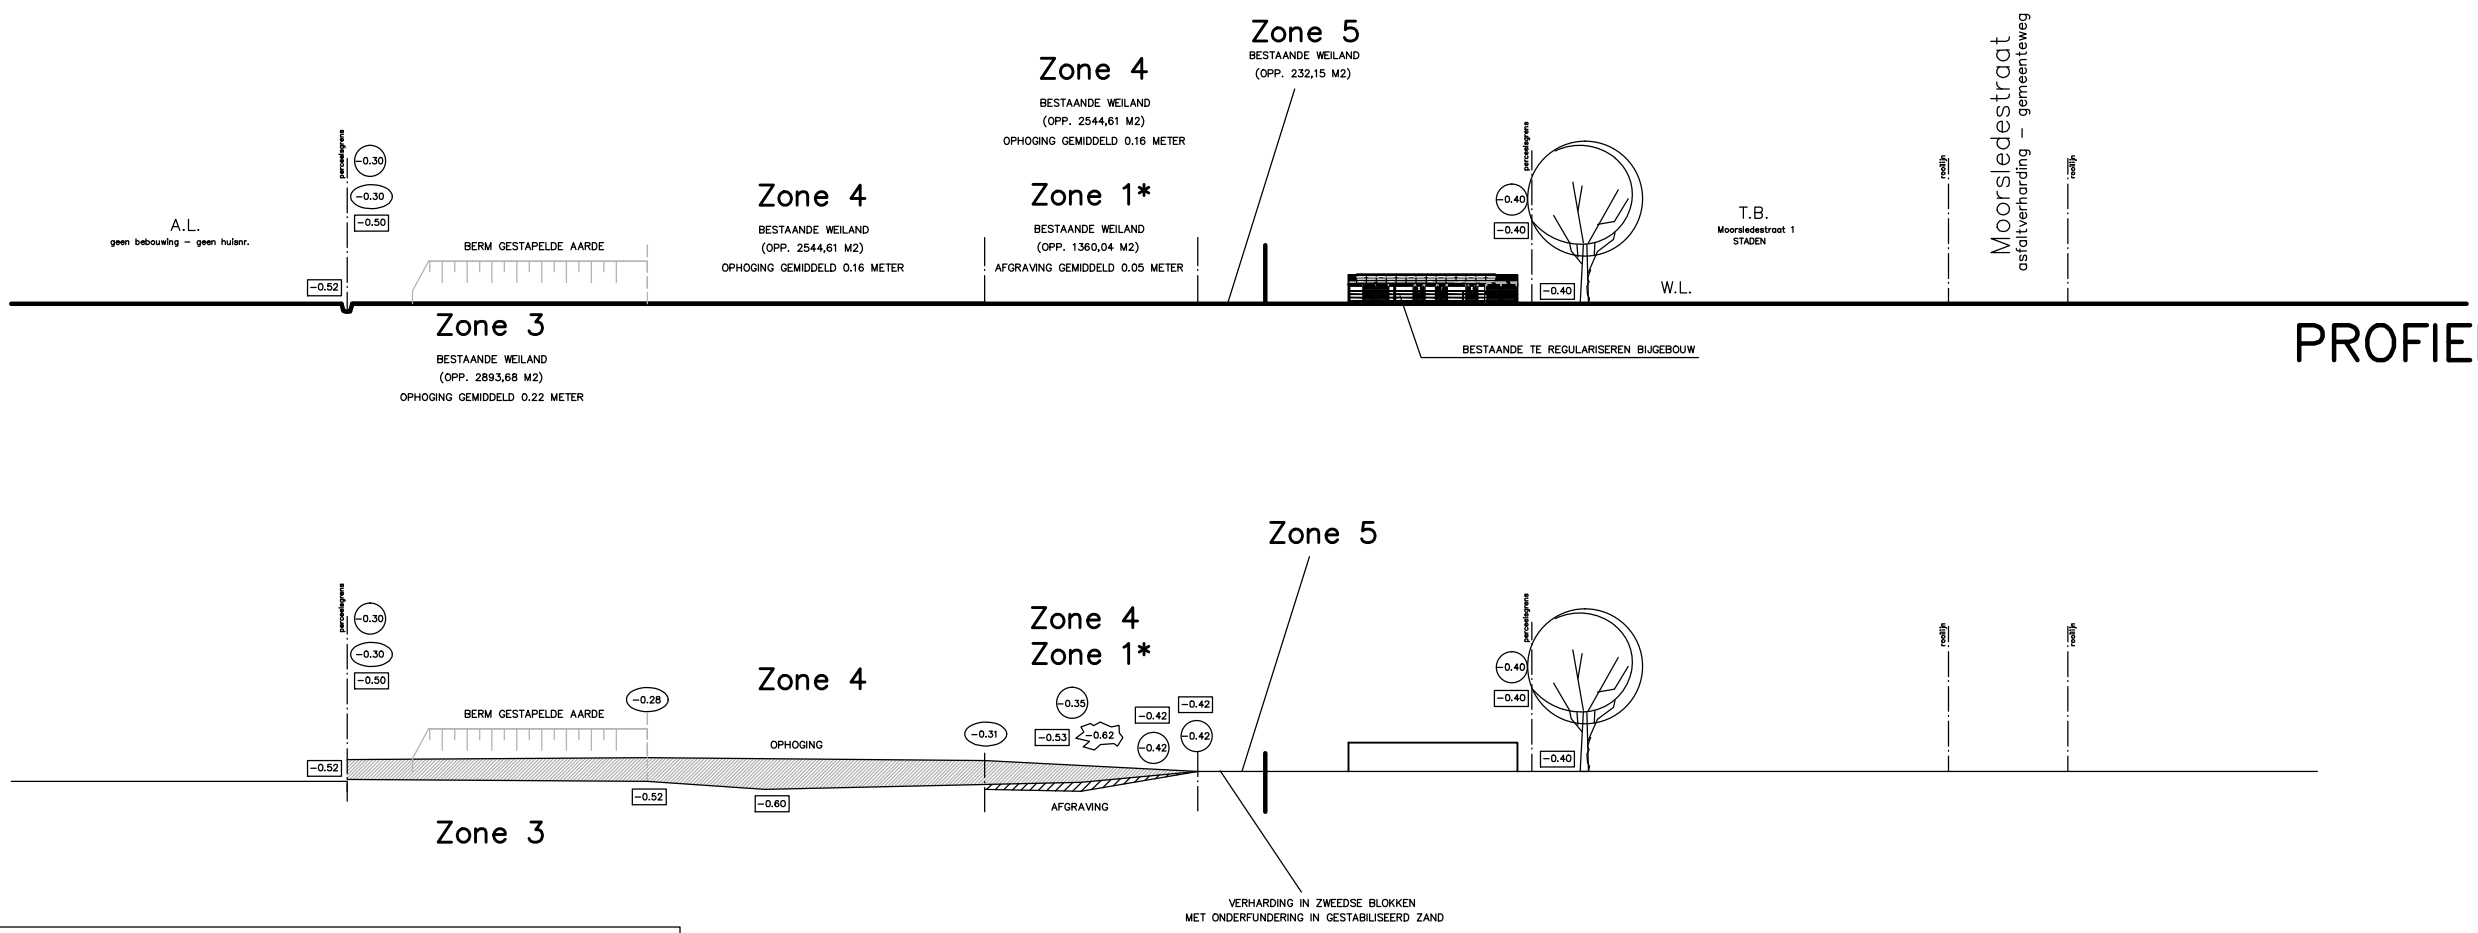 Zone 5
BESTAANDE WEILAND
(OPP. 232,15 M2)
Zone 4
BESTAANDE WEILAND
(OPP. 2544,61 M2)
OPHOGING GEMIDDELD 0.16 METER
Moorsledestraat
asfaltverharding – gemeenteweg
perceelsgrens
-0.30
-0.30
-0.50
-0.52
A.L.
geen bebouwing – geen huisnr.
BERM GESTAPELDE AARDE
Zone 4
BESTAANDE WEILAND
(OPP. 2544,61 M2)
OPHOGING GEMIDDELD 0.16 METER
Zone 1*
BESTAANDE WEILAND
(OPP. 1360,04 M2)
AFGRAVING GEMIDDELD 0.05 METER
perceelsgrens
-0.40
-0.40
-0.40
T.B.
Moorsledestraat 1
STADEN
W.L.
rooilijn
rooilijn
Zone 3
BESTAANDE WEILAND
(OPP. 2893,68 M2)
OPHOGING GEMIDDELD 0.22 METER
BESTAANDE TE REGULARISEREN BIJGEBOUW
PROFIE
Zone 5
perceelsgrens
-0.30
-0.30
-0.50
-0.52
BERM GESTAPELDE AARDE
-0.28
Zone 4
OPHOGING
Zone 4
Zone 1*
-0.31
-0.35
-0.53
-0.62
-0.42
-0.42
-0.42
-0.42
perceelsgrens
-0.40
-0.40
-0.40
rooilijn
rooilijn
-0.52
-0.60
AFGRAVING
Zone 3
VERHARDING IN ZWEEDSE BLOKKEN
MET ONDERFUNDERING IN GESTABILISEERD ZAND